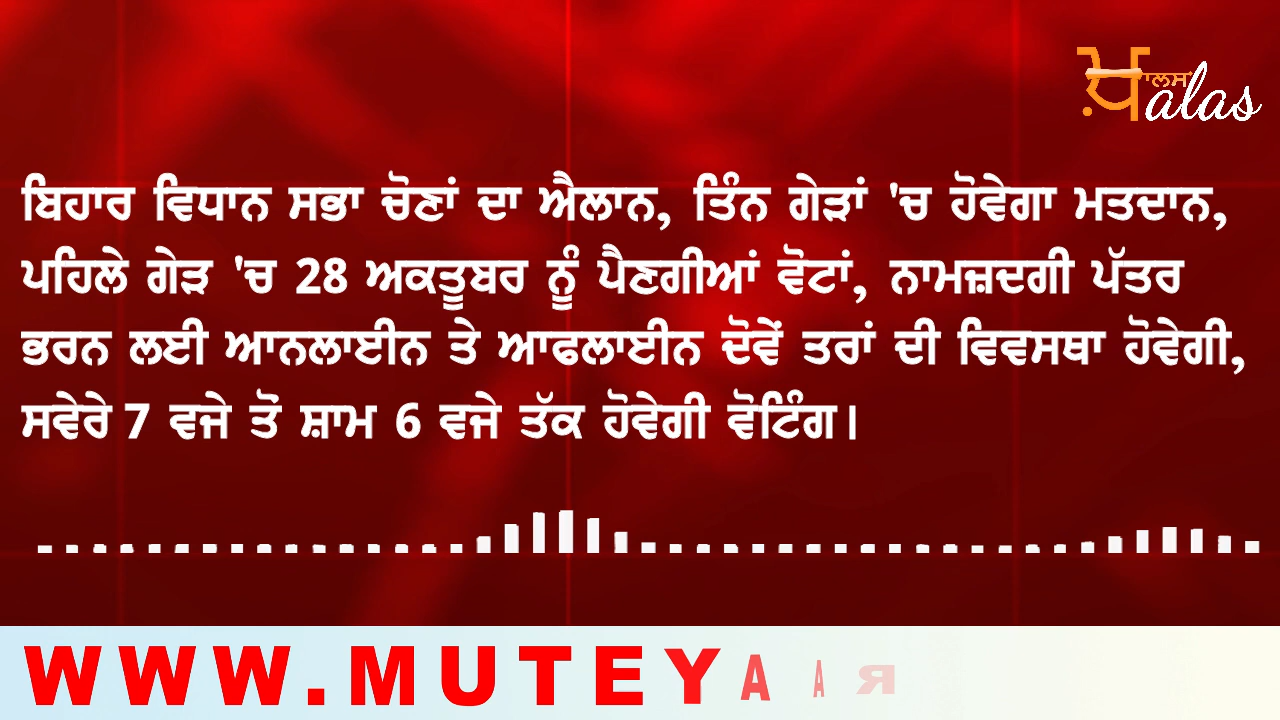 ਖ਼ਾਲਸ alas
ਬਿਹਾਰ ਵਿਧਾਨ ਸਭਾ ਚੋਣਾਂ ਦਾ ਐਲਾਨ, ਤਿੰਨ ਗੇੜਾਂ 'ਚ ਹੋਵੇਗਾ ਮਤਦਾਨ,
ਪਹਿਲੇ ਗੇੜ 'ਚ 28 ਅਕਤੂਬਰ ਨੂੰ ਪੈਣਗੀਆਂ ਵੋਟਾਂ, ਨਾਮਜ਼ਦਗੀ ਪੱਤਰ
ਭਰਨ ਲਈ ਆਨਲਾਈਨ ਤੇ ਆਫਲਾਈਨ ਦੋਵੇਂ ਤਰਾਂ ਦੀ ਵਿਵਸਥਾ ਹੋਵੇਗੀ,
ਸਵੇਰੇ 7 ਵਜੇ ਤੋਂ ਸ਼ਾਮ 6 ਵਜੇ ਤੱਕ ਹੋਵੇਗੀ ਵੋਟਿੰਗ।
WWW.MUTEYAAR